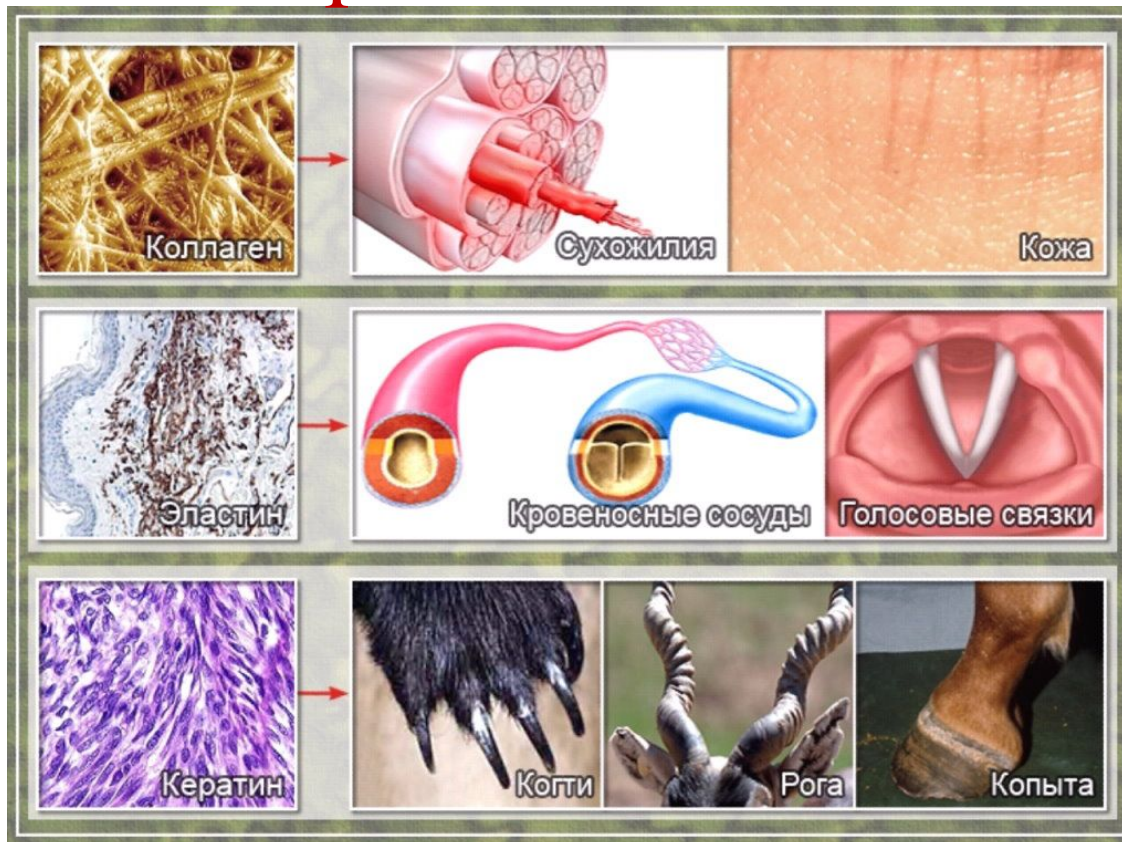 Коллаген
Сухожилия
Кожа
Эластин
Кровеносные сосуды
Голосовые связки
Кератин
Когти
Рога
Копыта